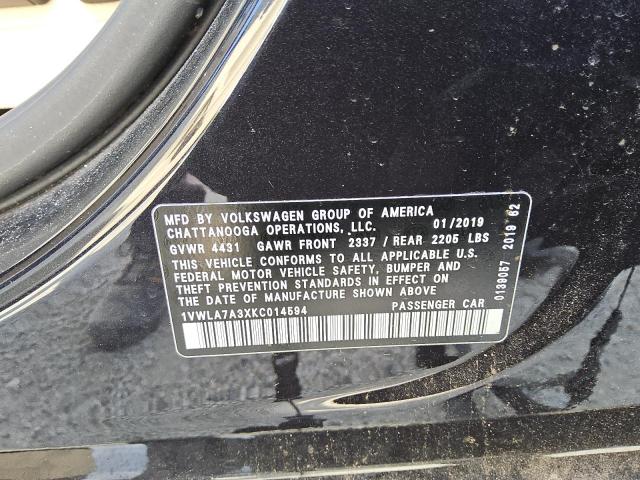 MFD BY VOLKSWAGEN GROUP OF AMERICA
CHATTANOOGA OPERATIONS, LLC. 01/2019
GVWR 4431 GAWR FRONT 2337 / REAR 2205 LBS
THIS VEHICLE CONFORMS TO ALL APPLICABLE U.S.
FEDERAL MOTOR VEHICLE SAFETY, BUMPER AND
THEFT PREVENTION STANDARDS IN EFFECT ON
THE DATE OF MANUFACTURE SHOWN ABOVE
1VWLA7A3XKC014594 PASSENGER CAR
0139057 2019 62